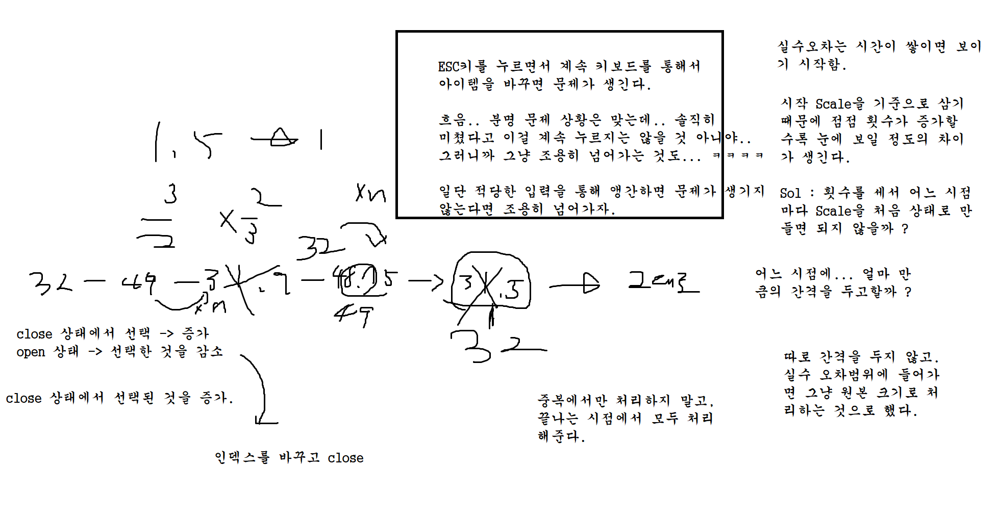 ESC키를 누르면서 계속 키보드를 통해서
아이템을 바꾸면 문제가 생긴다.
흐음.. 분명 문제 상황은 맞는데.. 솔직히
미쳤다고 이걸 계속 누르지는 않을 것 아니야..
그러니까 그냥 조용히 넘어가는 것도... ㅋㅋㅋㅋ
일단 적당한 입력을 통해 앵간하면 문제가 생기지
않는다면 조용히 넘어가자.
실수오차는 시간이 쌓이면 보이
기 시작함.
시작 Scale을 기준으로 삼기
때문에 점점 횟수가 증가할
수록 눈에 보일 정도의 차이
가 생긴다.
Sol : 횟수를 세서 어느 시점
마다 Scale을 처음 상태로 만
들면 되지 않을까 ?
어느 시점에... 얼마 만
큼의 간격을 두고할까 ?
따로 간격을 두지 않고.
실수 오차범위에 들어가
면 그냥 원본 크기로 처
리하는 것으로 했다.
1.5 → 1
3
2
× 2
3
×n
32
32 - 49 -
×n
49
32
close 상태에서 선택 -> 증가
open 상태 -> 선택한 것을 감소
close 상태에서 선택된 것을 증가.
인덱스를 바꾸고 close
중복에서만 처리하지 말고,
끝나는 시점에서 모두 처리
해준다.